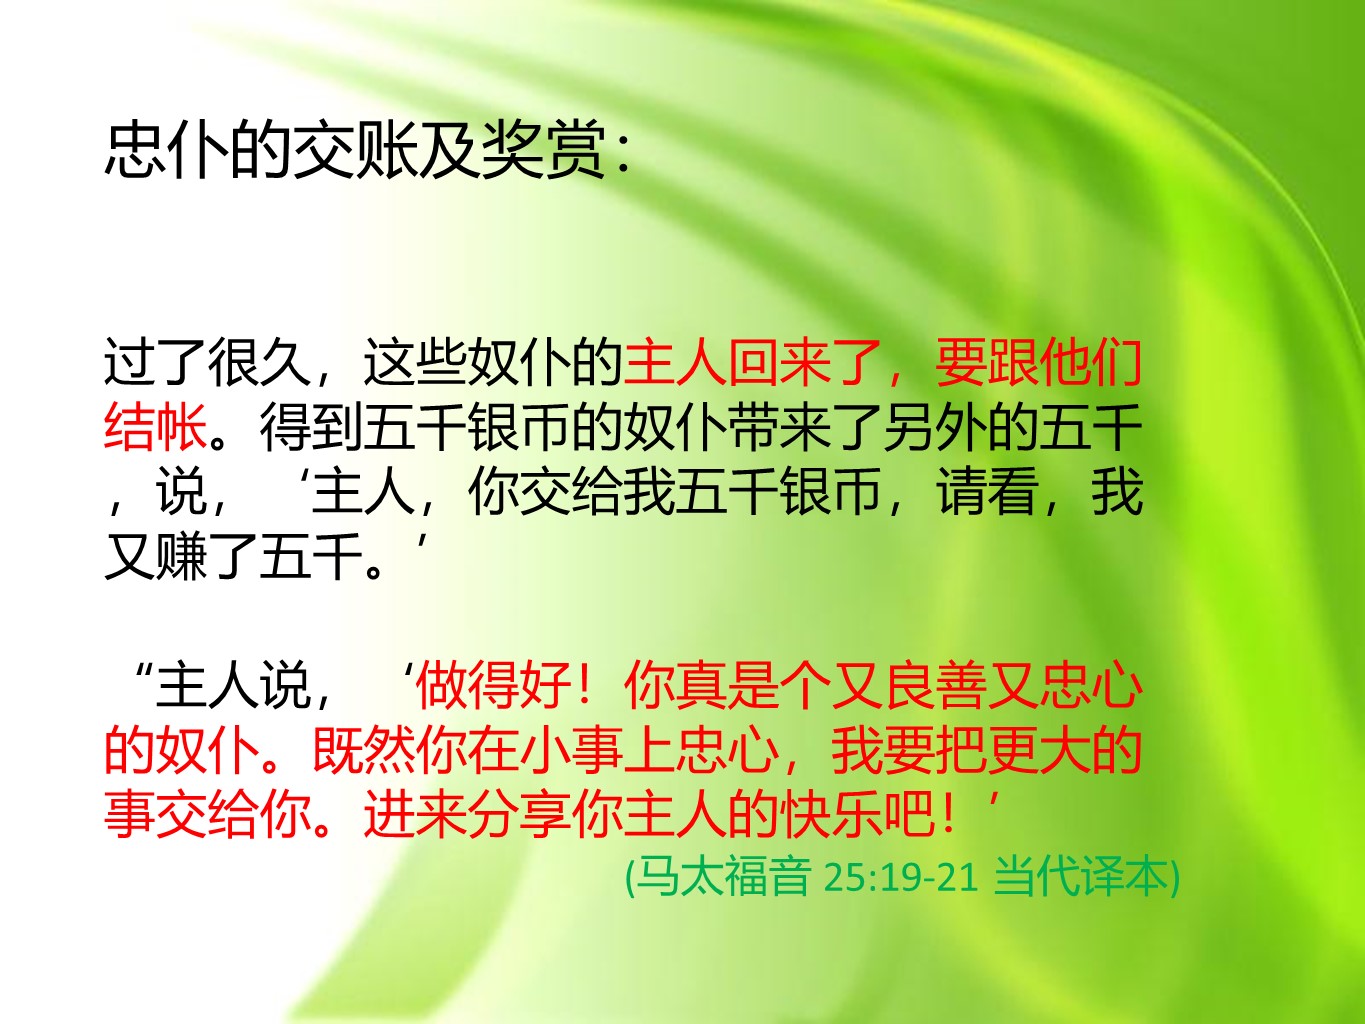 忠仆的交账及奖赏：
过了很久，这些奴仆的主人回来了，要跟他们
结帐。得到五千银币的奴仆带来了另外的五千
，说，‘主人，你交给我五千银币，请看，我
又赚了五千。’
“主人说，‘做得好！你真是个又良善又忠心
的奴仆。既然你在小事上忠心，我要把更大的
事交给你。进来分享你主人的快乐吧！’
(马太福音 25:19-21 当代译本)